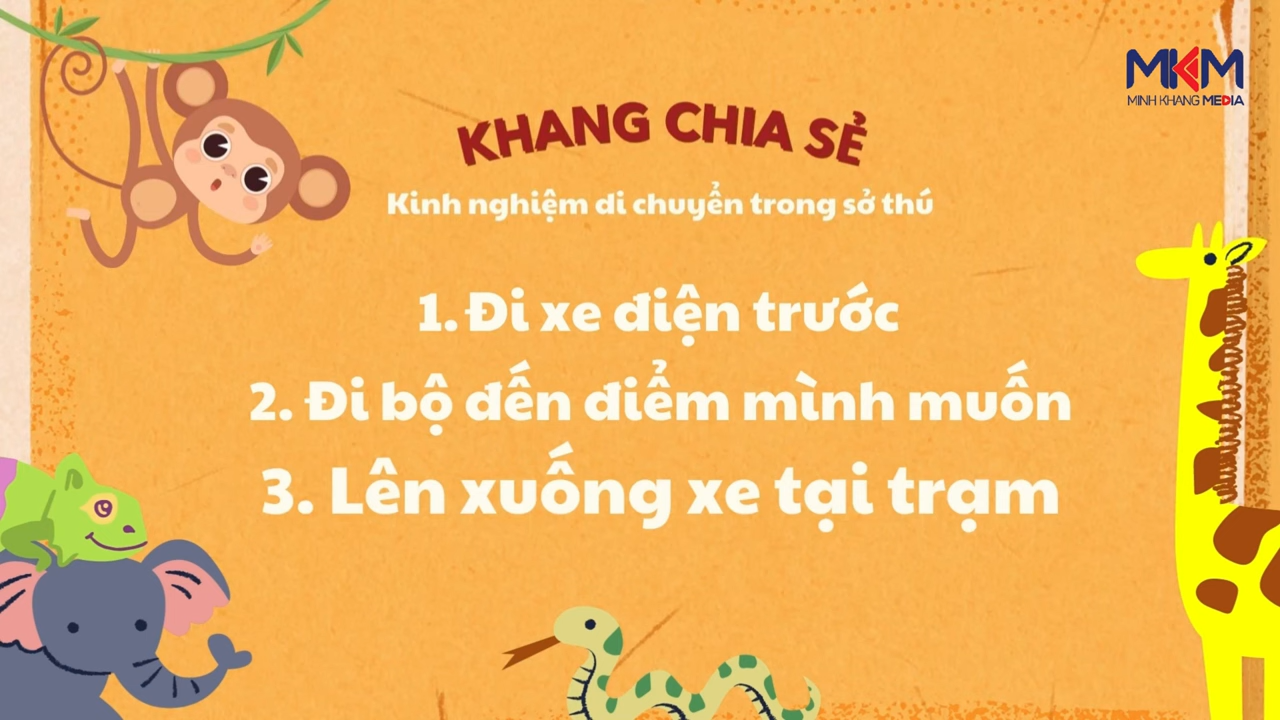 MKM
MINH KHANG MEDIA
KHANG CHIA SẺ
Kinh nghiệm di chuyển trong sở thú
1. Đi xe điện trước
2. Đi bộ đến điểm mình muốn
3. Lên xuống xe tại trạm